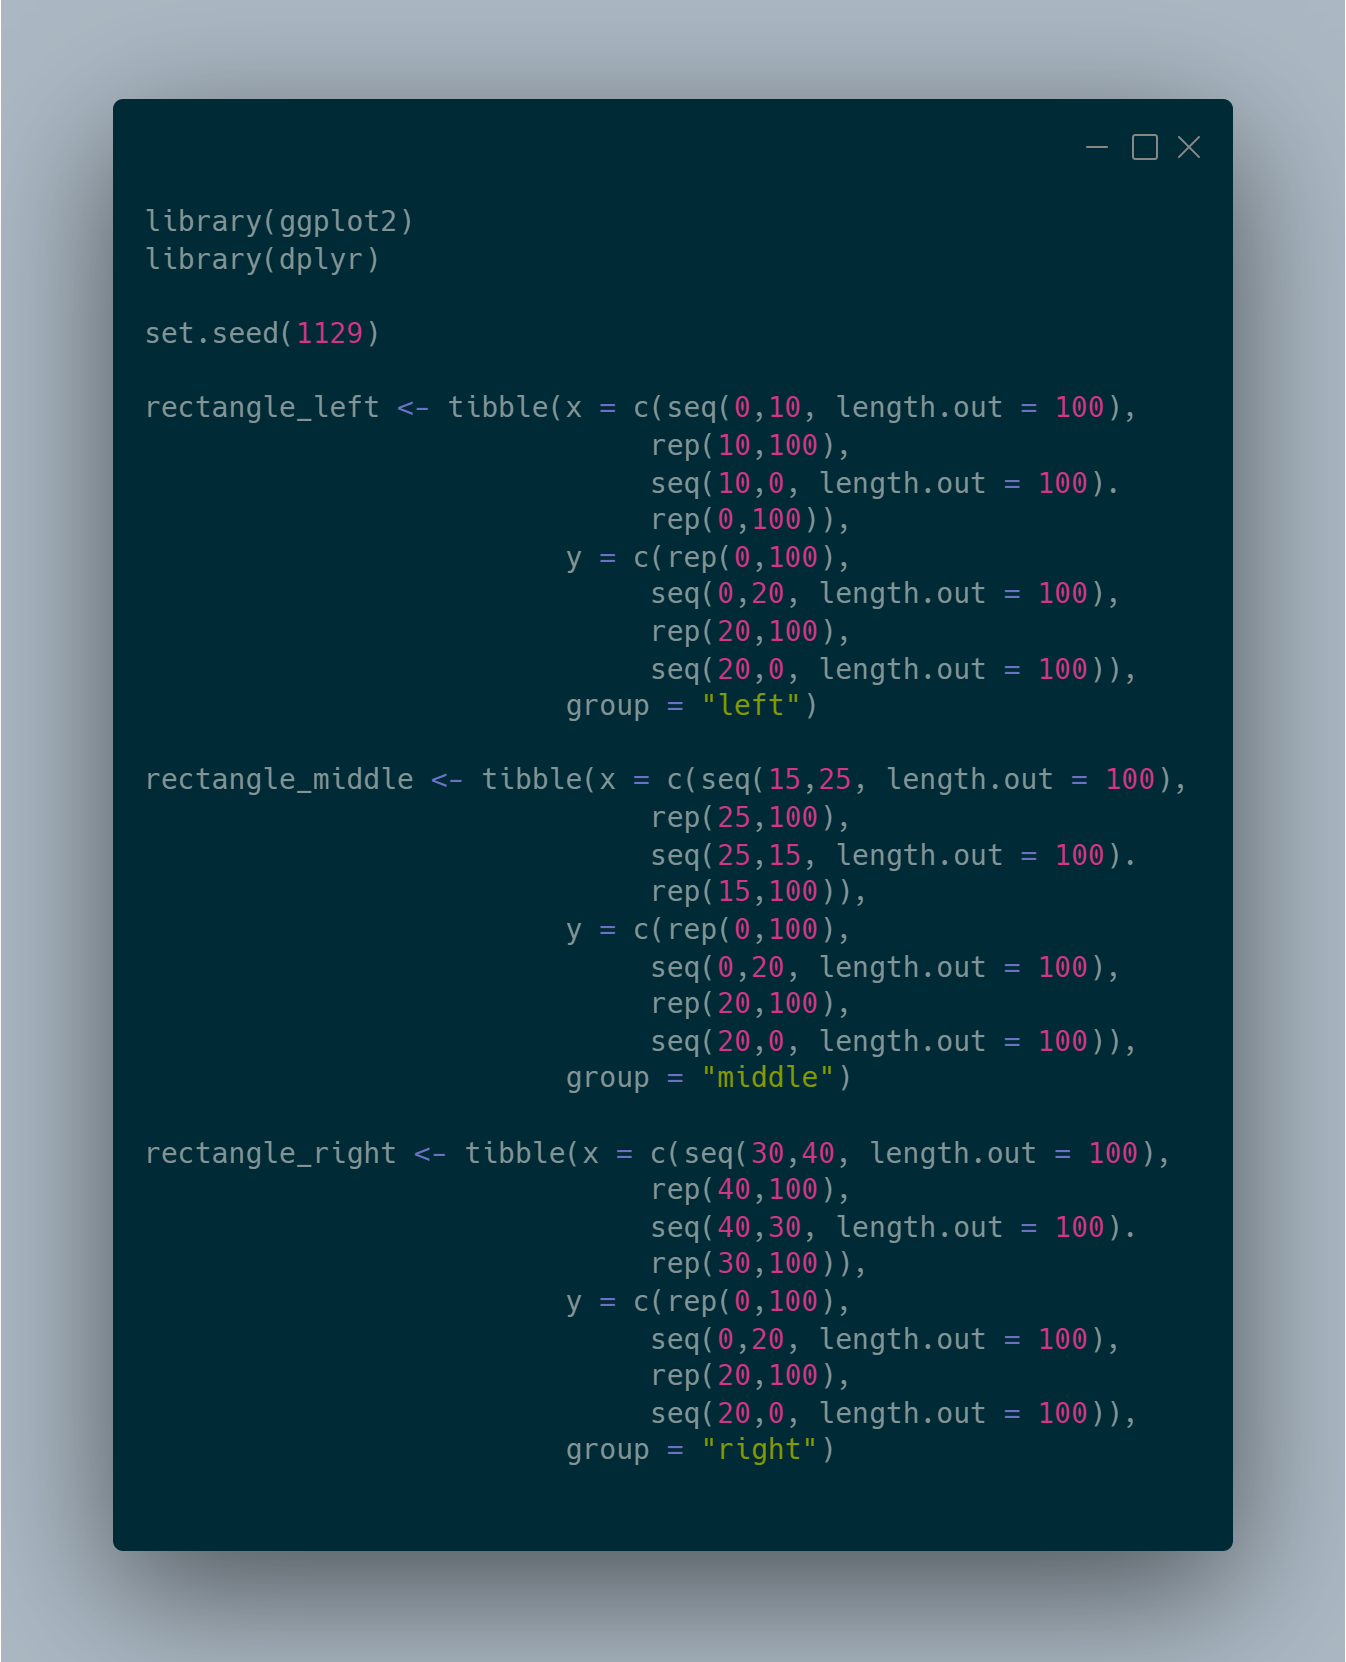 library(ggplot2)
library(dplyr)

set.seed(1129)

rectangle_left <- tibble(x = c(seq(0,10, length.out = 100),
                              rep(10,100),
                              seq(10,0, length.out = 100).
                              rep(0,100)),
                         y = c(rep(0,100),
                              seq(0,20, length.out = 100),
                              rep(20,100),
                              seq(20,0, length.out = 100)),
                         group = "left")

rectangle_middle <- tibble(x = c(seq(15,25, length.out = 100),
                              rep(25,100),
                              seq(25,15, length.out = 100).
                              rep(15,100)),
                         y = c(rep(0,100),
                              seq(0,20, length.out = 100),
                              rep(20,100),
                              seq(20,0, length.out = 100)),
                         group = "middle")

rectangle_right <- tibble(x = c(seq(30,40, length.out = 100),
                              rep(40,100),
                              seq(40,30, length.out = 100).
                              rep(30,100)),
                         y = c(rep(0,100),
                              seq(0,20, length.out = 100),
                              rep(20,100),
                              seq(20,0, length.out = 100)),
                         group = "right")